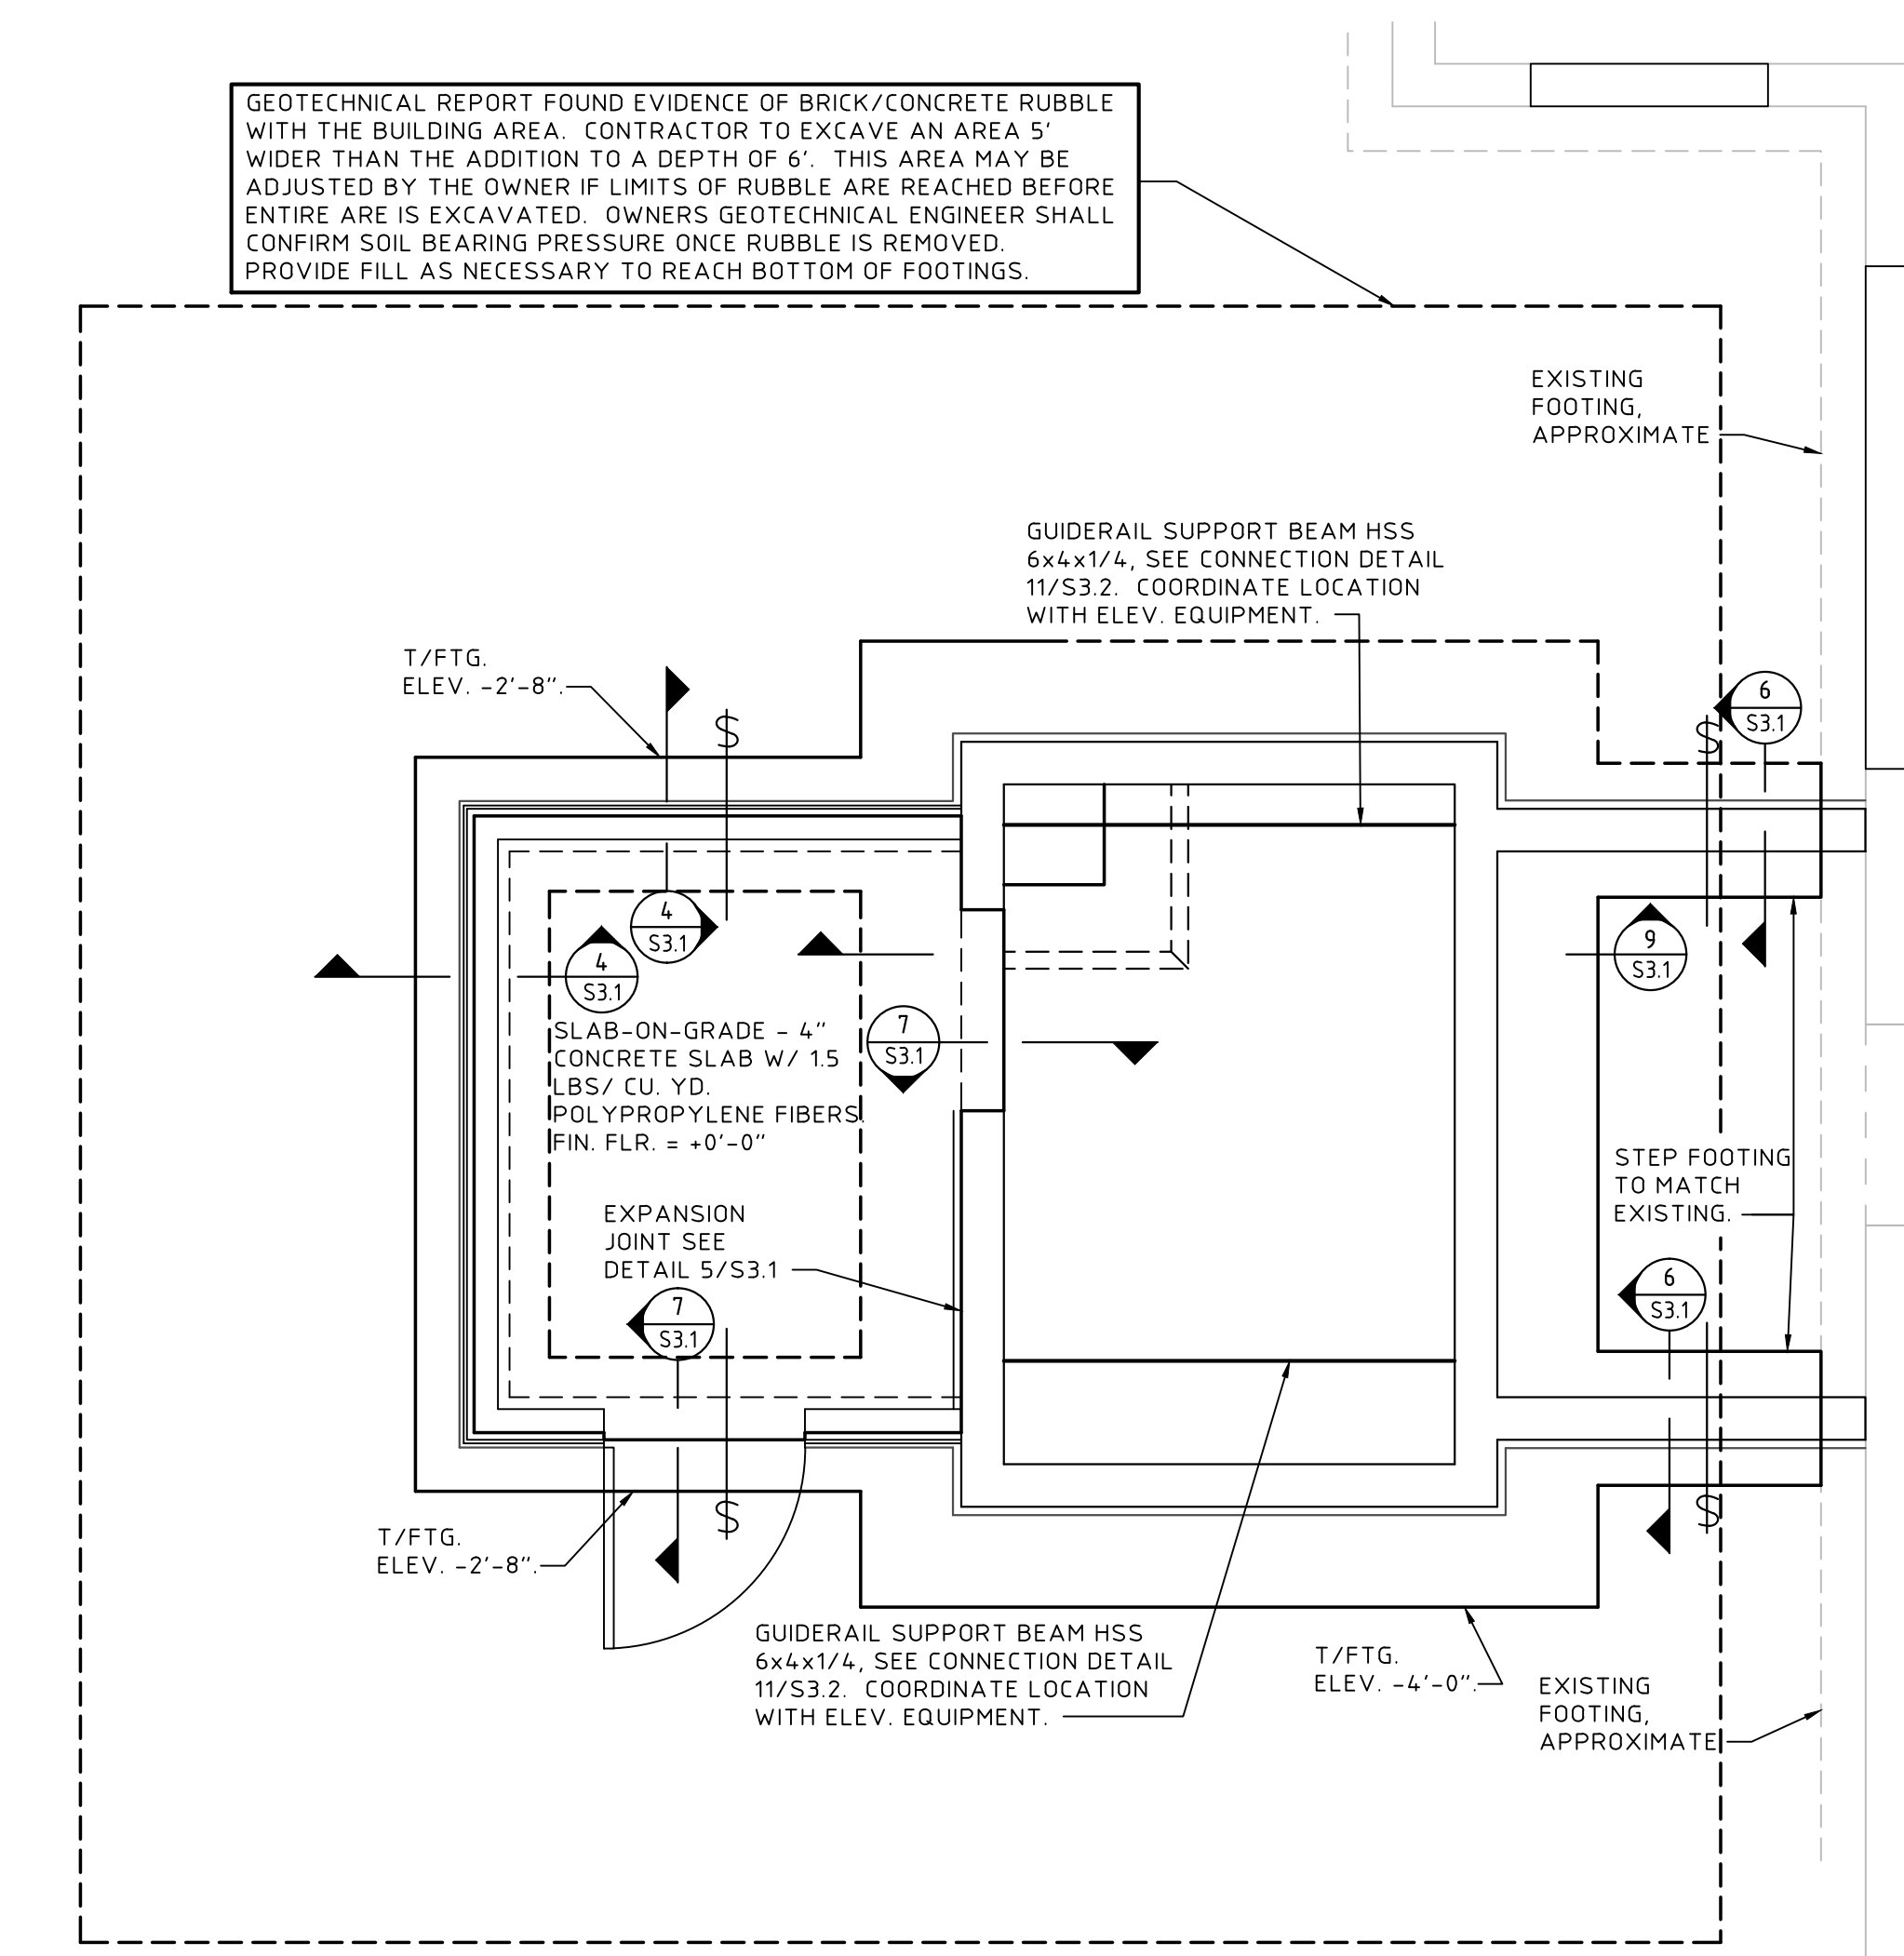 GEOTECHNICAL REPORT FOUND EVIDENCE OF BRICK/CONCRETE RUBBLE
WITH THE BUILDING AREA. CONTRACTOR TO EXCAVE AN AREA 5'
WIDER THAN THE ADDITION TO A DEPTH OF 6'. THIS AREA MAY BE
ADJUSTED BY THE OWNER IF LIMITS OF RUBBLE ARE REACHED BEFORE
ENTIRE ARE IS EXCAVATED. OWNERS GEOTECHNICAL ENGINEER SHALL
CONFIRM SOIL BEARING PRESSURE ONCE RUBBLE IS REMOVED.
PROVIDE FILL AS NECESSARY TO REACH BOTTOM OF FOOTINGS.
EXISTING
FOOTING,
APPROXIMATE
GUIDERAIL SUPPORT BEAM HSS
6x4x1/4, SEE CONNECTION DETAIL
11/S3.2. COORDINATE LOCATION
WITH ELEV. EQUIPMENT.
T/FTG.
ELEV. -2'-8".
6
S3.1
S
S
4
S3.1
4
S3.1
9
S3.1
7
S3.1
SLAB-ON-GRADE - 4"
CONCRETE SLAB W/ 1.5
LBS/ CU. YD.
POLYPROPYLENE FIBERS.
FIN. FLR. = +0'-0"
STEP FOOTING
TO MATCH
EXISTING.
EXPANSION
JOINT SEE
DETAIL 5/S3.1
6
S3.1
7
S3.1
S
S
T/FTG.
ELEV. -2'-8".
GUIDERAIL SUPPORT BEAM HSS
6x4x1/4, SEE CONNECTION DETAIL
11/S3.2. COORDINATE LOCATION
WITH ELEV. EQUIPMENT.
T/FTG.
ELEV. -4'-0".
EXISTING
FOOTING,
APPROXIMATE